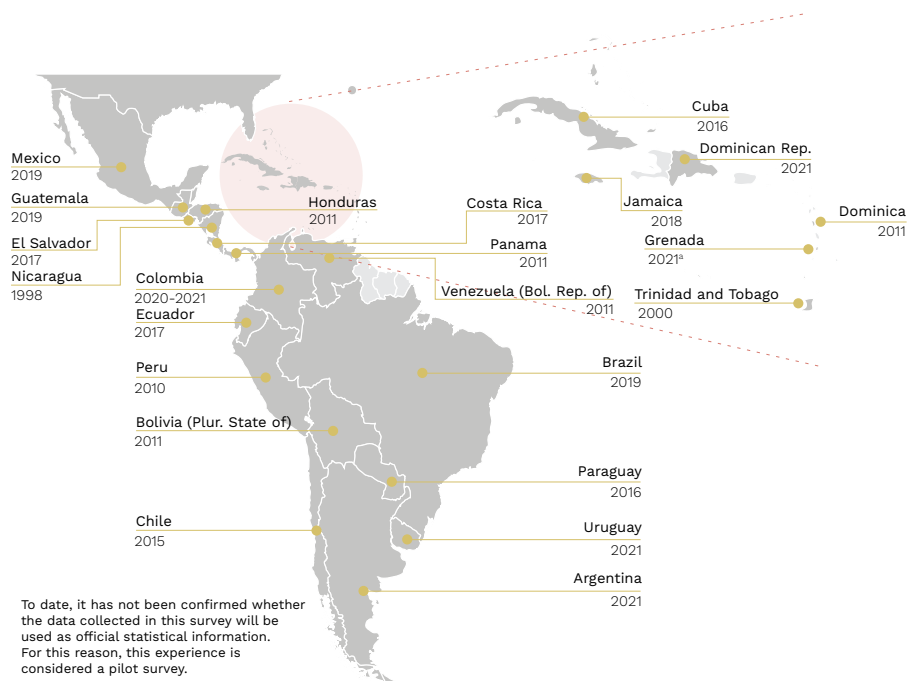 Cuba
2016
Dominican Rep.
2021
Mexico
2019
Guatemala
2019
Honduras
2011
Costa Rica
2017
Jamaica
2018
Dominica
2011
El Salvador
2017
Panama
2011
Grenada
2021ª
Nicaragua
1998
Colombia
2020-2021
Venezuela (Bol. Rep. of)
2011
Trinidad and Tobago
2000
Ecuador
2017
Peru
2010
Brazil
2019
Bolivia (Plur. State of)
2011
Paraguay
2016
Chile
2015
Uruguay
2021
Argentina
2021
To date, it has not been confirmed whether
the data collected in this survey will be
used as official statistical information.
For this reason, this experience is
considered a pilot survey.